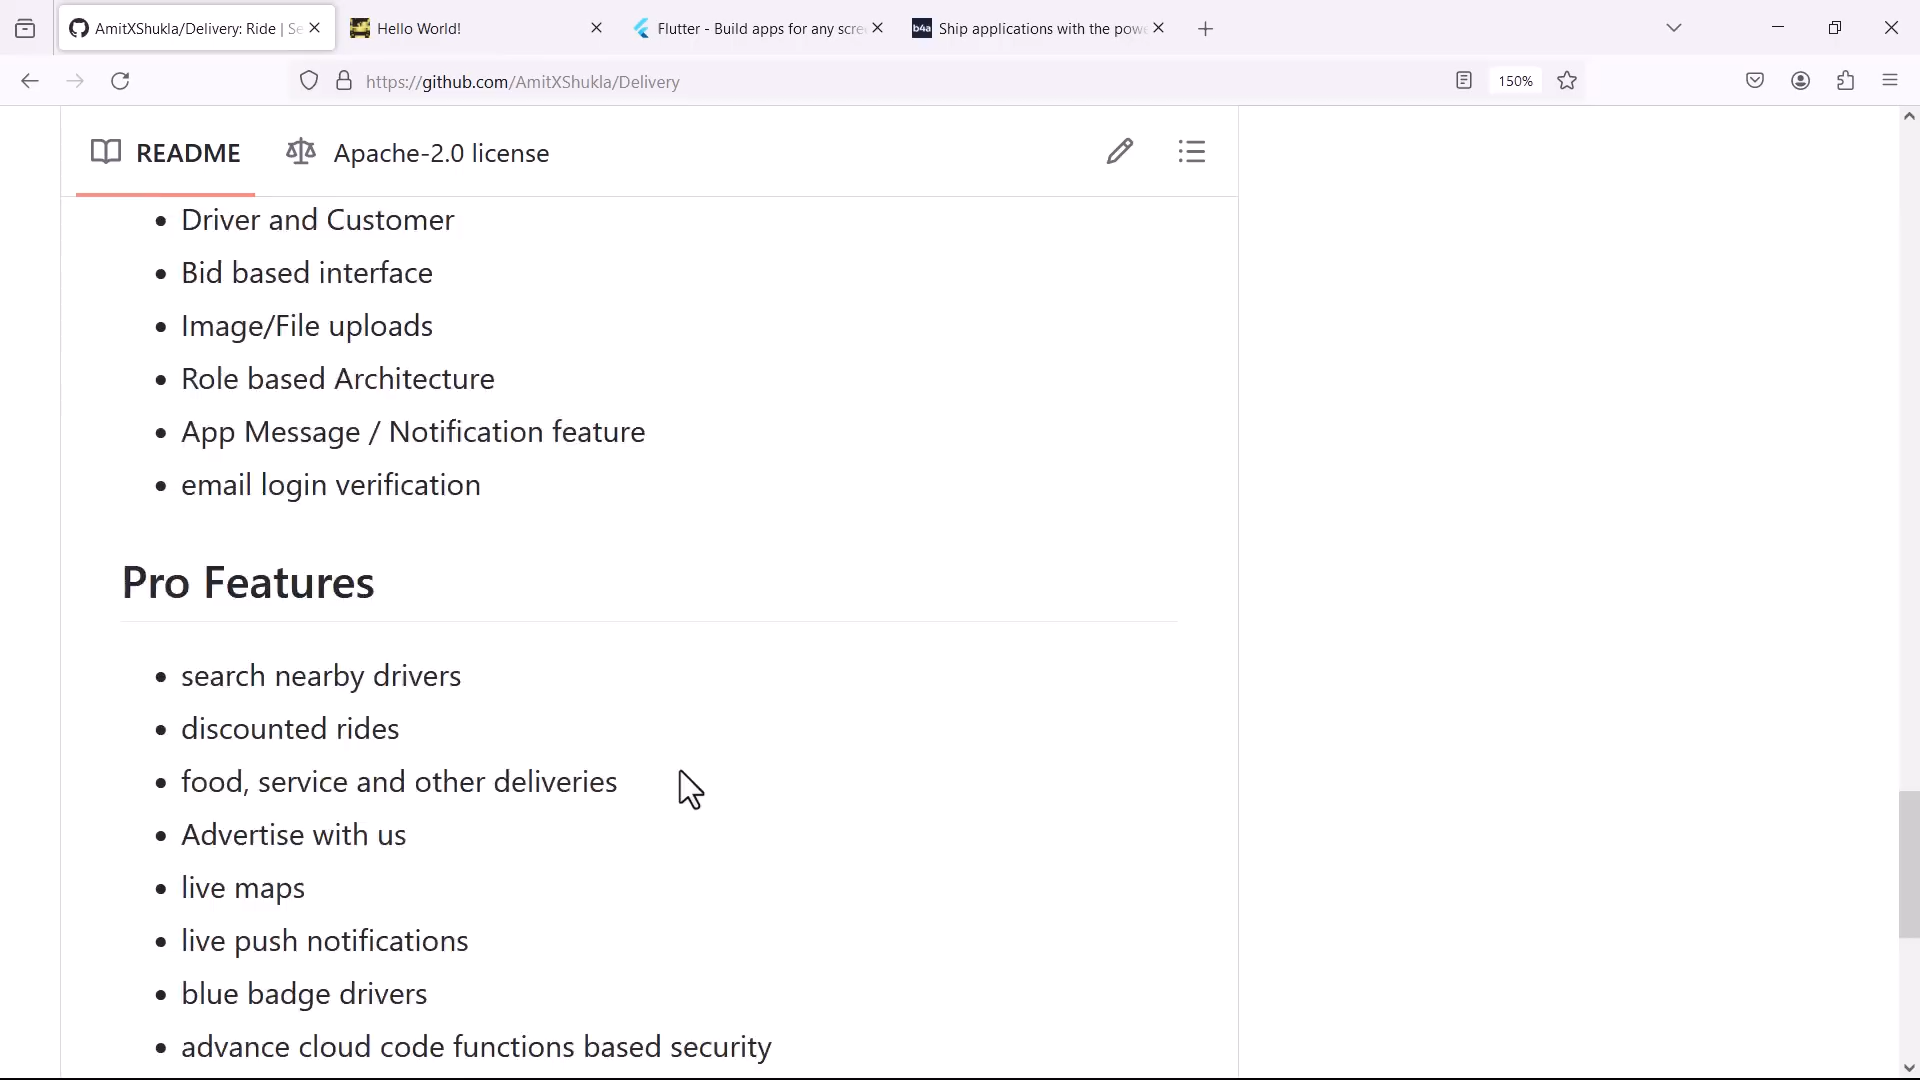 AmitXShukla/Delivery: Ride | Se
Hello World!
Flutter - Build apps for any scree
b4a Ship applications with the powe
https://github.com/AmitXShukla/Delivery
150%
README
Apache-2.0 license
Driver and Customer
Bid based interface
Image/File uploads
Role based Architecture
App Message / Notification feature
email login verification
Pro Features
search nearby drivers
discounted rides
food, service and other deliveries
Advertise with us
live maps
live push notifications
blue badge drivers
advance cloud code functions based security